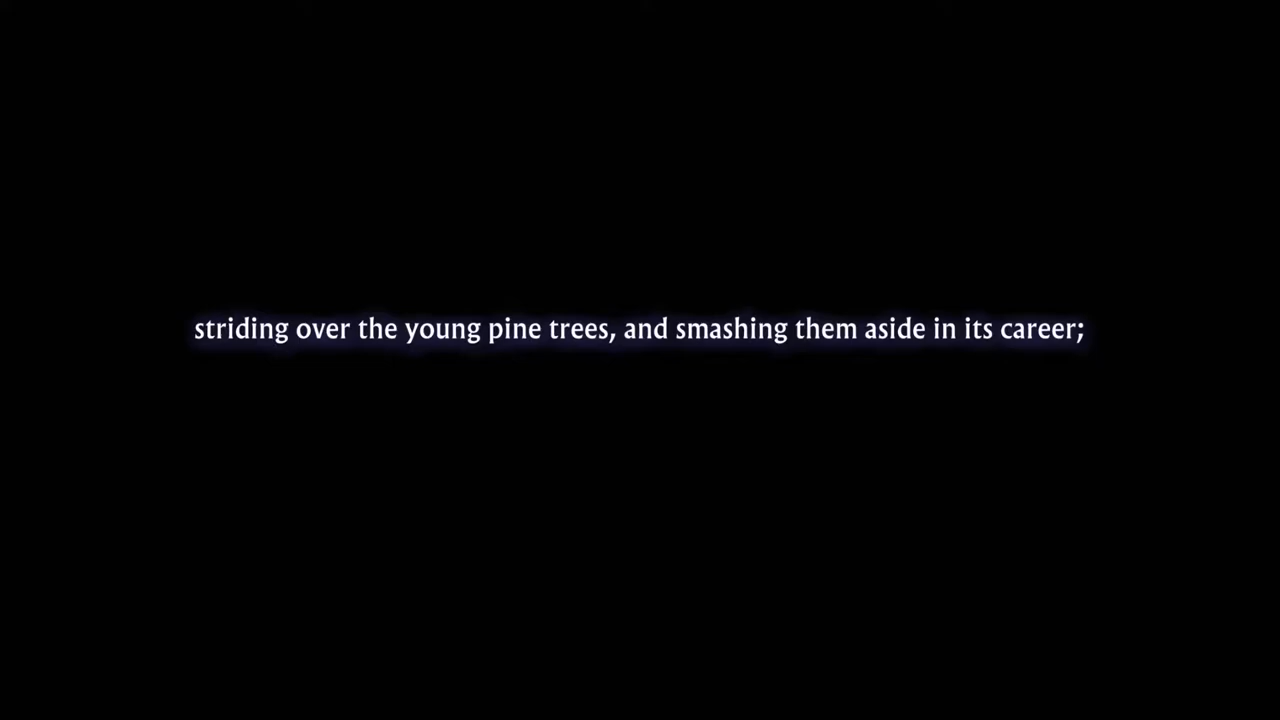 striding over the young pine trees, and smashing them aside in its career;